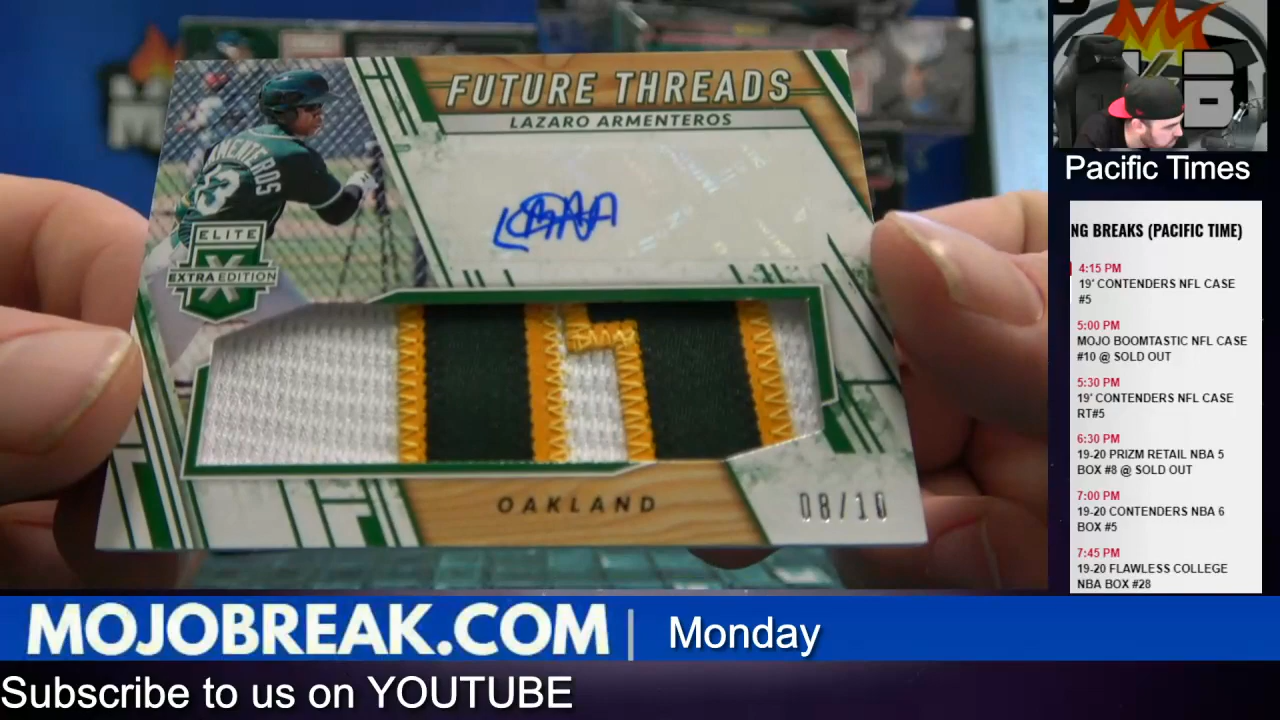 FUTURE THREADS
LAZARO ARMENTEROS
ELITE
X
EXTRA EDITION
OAKLAND
08/10
Pacific Times
NG BREAKS (PACIFIC TIME)
4:15 PM
19' CONTENDERS NFL CASE
#5
5:00 PM
MOJO BOOMTASTIC NFL CASE
#10 @ SOLD OUT
5:30 PM
19' CONTENDERS NFL CASE
RT#5
6:30 PM
19-20 PRIZM RETAIL NBA 5
BOX #8 @ SOLD OUT
7:00 PM
19-20 CONTENDERS NBA 6
BOX #5
7:45 PM
19-20 FLAWLESS COLLEGE
NBA BOX #28
MOJOBREAK.COM | Monday
Subscribe to us on YOUTUBE